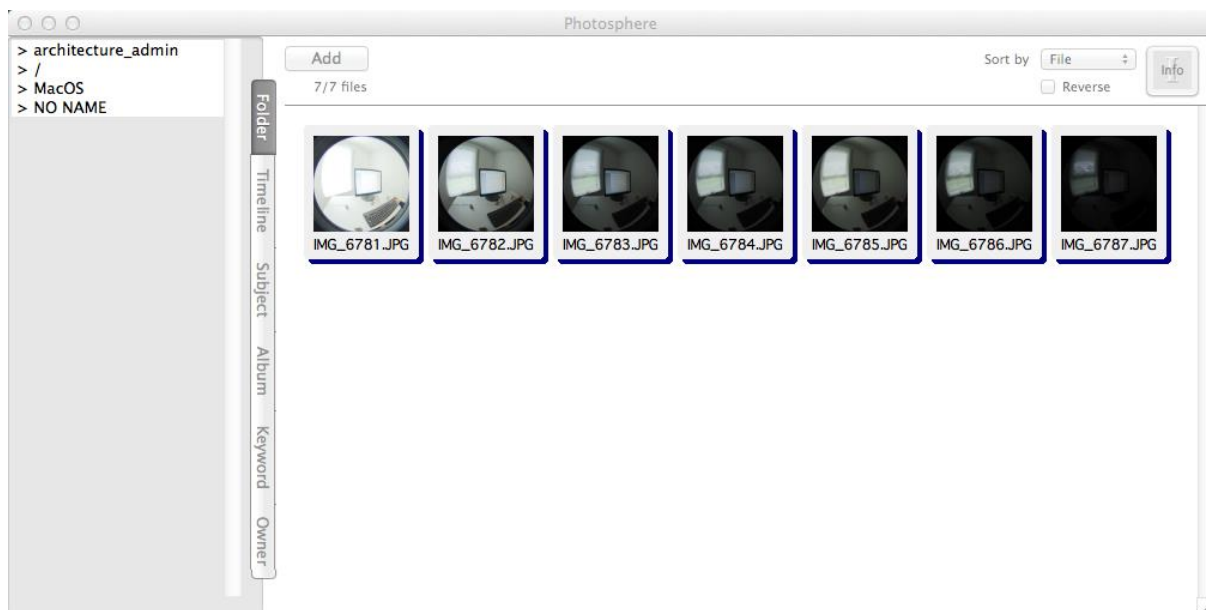 Photosphere
> architecture_admin
> /
> MacOS
> NO NAME
Folder
Timeline
Subject
Album
Keyword
Owner
Add
7/7 files
Sort by File
Reverse
Info
IMG_6781.JPG
IMG_6782.JPG
IMG_6783.JPG
IMG_6784.JPG
IMG_6785.JPG
IMG_6786.JPG
IMG_6787.JPG